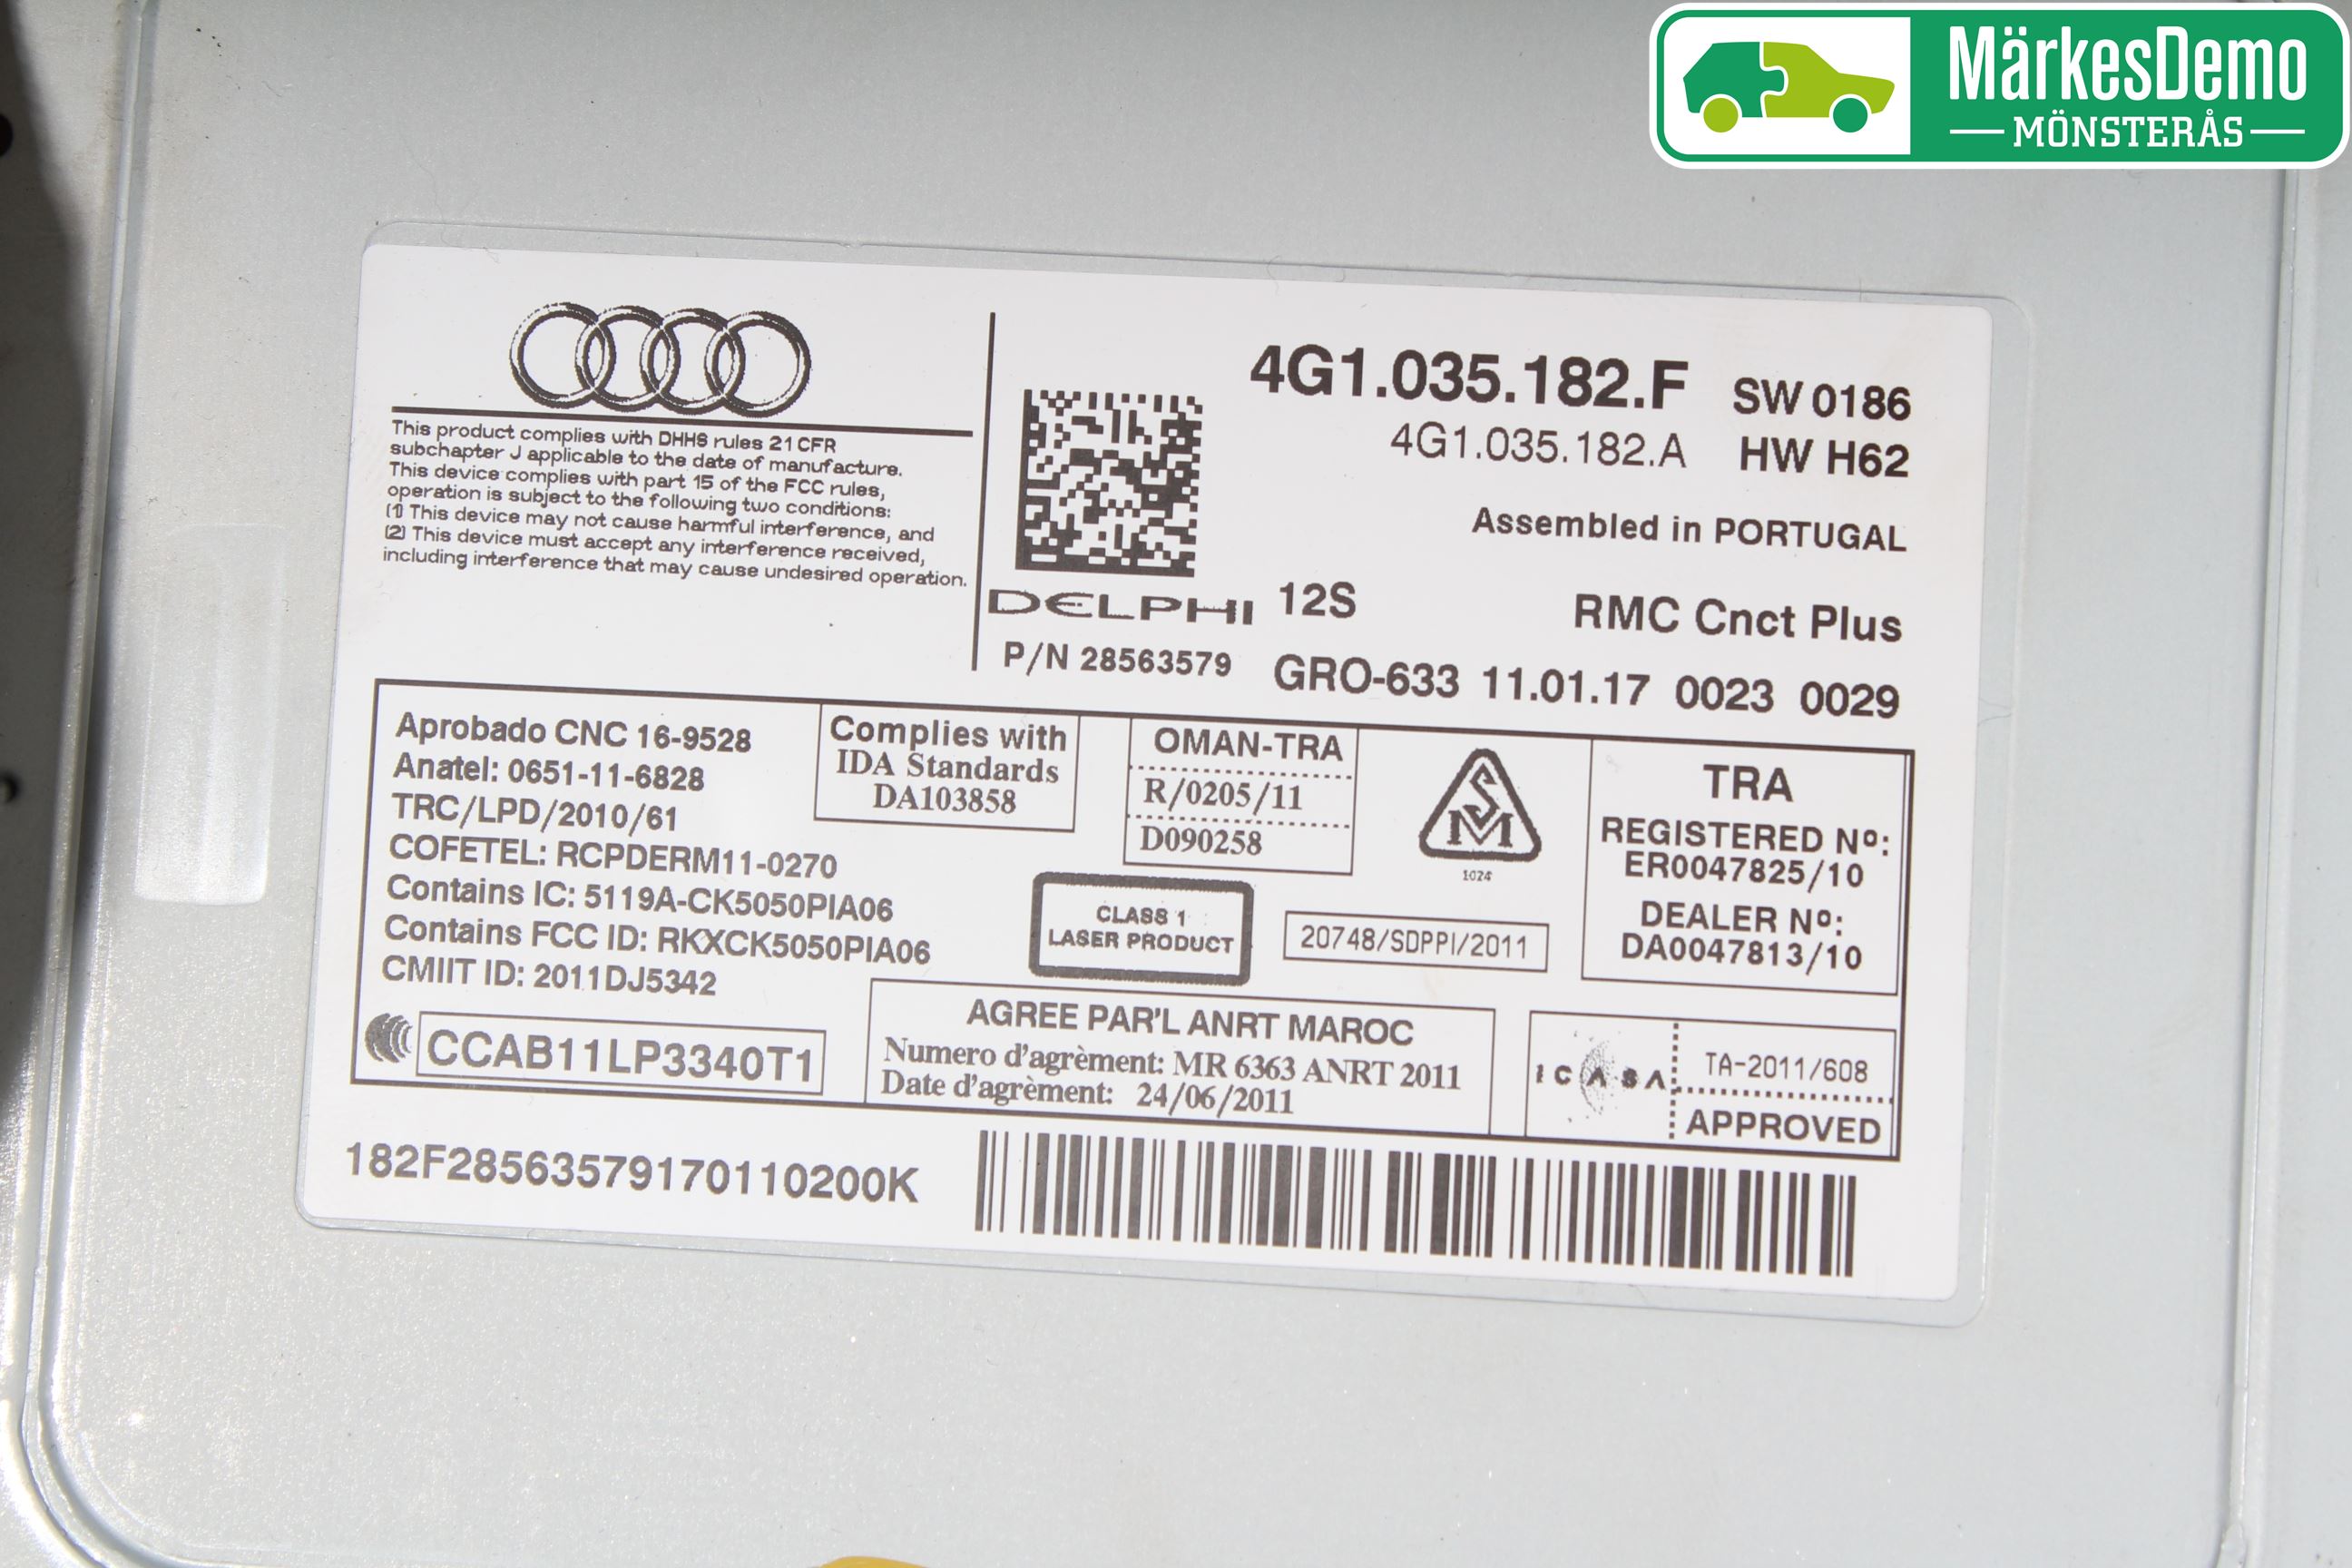 MärkesDemo
MÖNSTERÅS
This product complies with DHHS rules 21 CFR
subchapter J applicable to the date of manufacture.
This device complies with part 15 of the FCC rules,
operation is subject to the following two conditions:
(1) This device may not cause harmful interference, and
(2) This device must accept any interference received,
including interference that may cause undesired operation.
4G1.035.182.F SW 0186
4G1.035.182.A HW H62
Assembled in PORTUGAL
DELPHI 12S RMC Cnct Plus
P/N 28563579 GRO-633 11.01.17 0023 0029
Aprobado CNC 16-9528
Anatel: 0651-11-6828
TRC/LPD/2010/61
COFETEL: RCPDERM11-0270
Contains IC: 5119A-CK5050PIA06
Contains FCC ID: RKXCK5050PIA06
CMIIT ID: 2011DJ5342
CCAB11LP3340T1
Complies with
IDA Standards
DA103858
OMAN-TRA
R/0205/11
D090258
SM
1024
TRA
REGISTERED Nº:
ER0047825/10
DEALER Nº:
DA0047813/10
CLASS 1
LASER PRODUCT
20748/SDPPI/2011
AGREE PAR'L ANRT MAROC
Numero d'agrèment: MR 6363 ANRT 2011
Date d'agrèment: 24/06/2011
ICASA
TA-2011/608
APPROVED
182F28563579170110200K